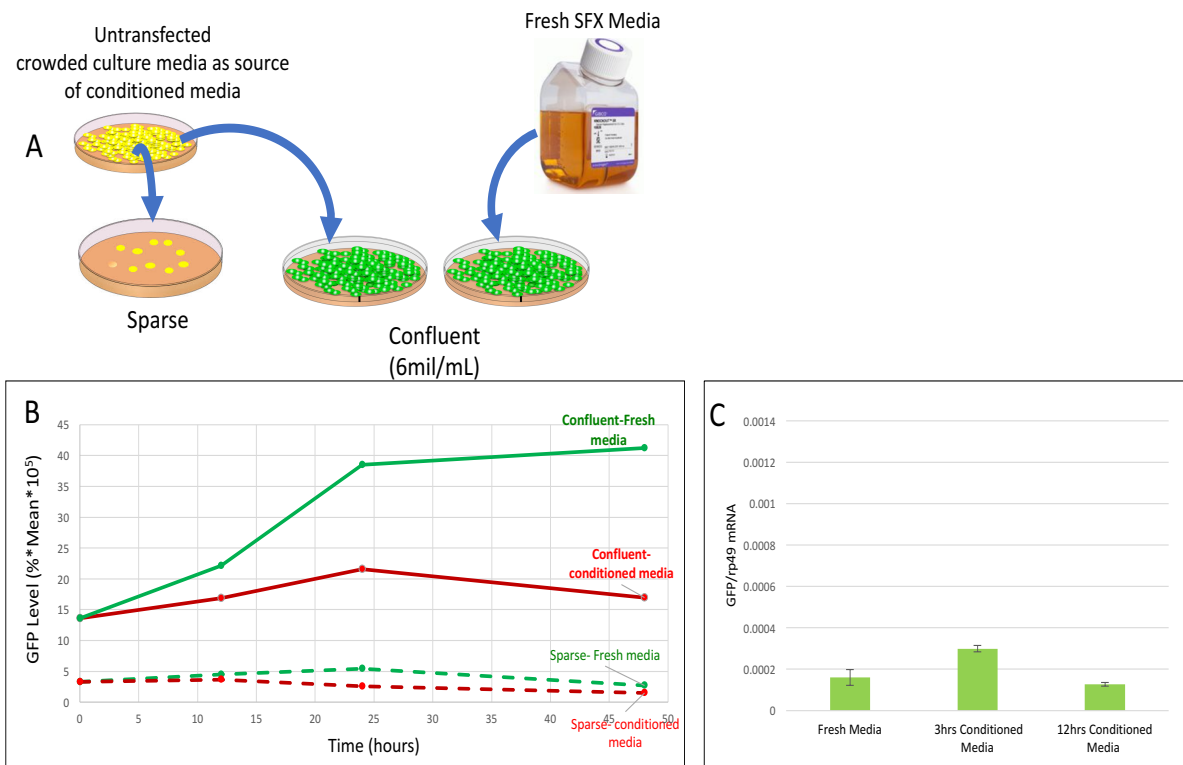 Untransfected
crowded culture media as source
of conditioned media
Fresh SFX Media
A
Sparse
Confluent
(6mil/mL)
B
GFP Level (%*Mean*10⁵)
45
40
35
30
25
20
15
10
5
0
0 5 10 15 20 25 30 35 40 45 50
Time (hours)
Confluent-Fresh
media
Confluent-
conditioned media
Sparse- Fresh media
Sparse- conditioned
media
C
GFP/rp49 mRNA
0.0014
0.0012
0.001
0.0008
0.0006
0.0004
0.0002
0
Fresh Media 3hrs Conditioned 12hrs Conditioned
Media Media